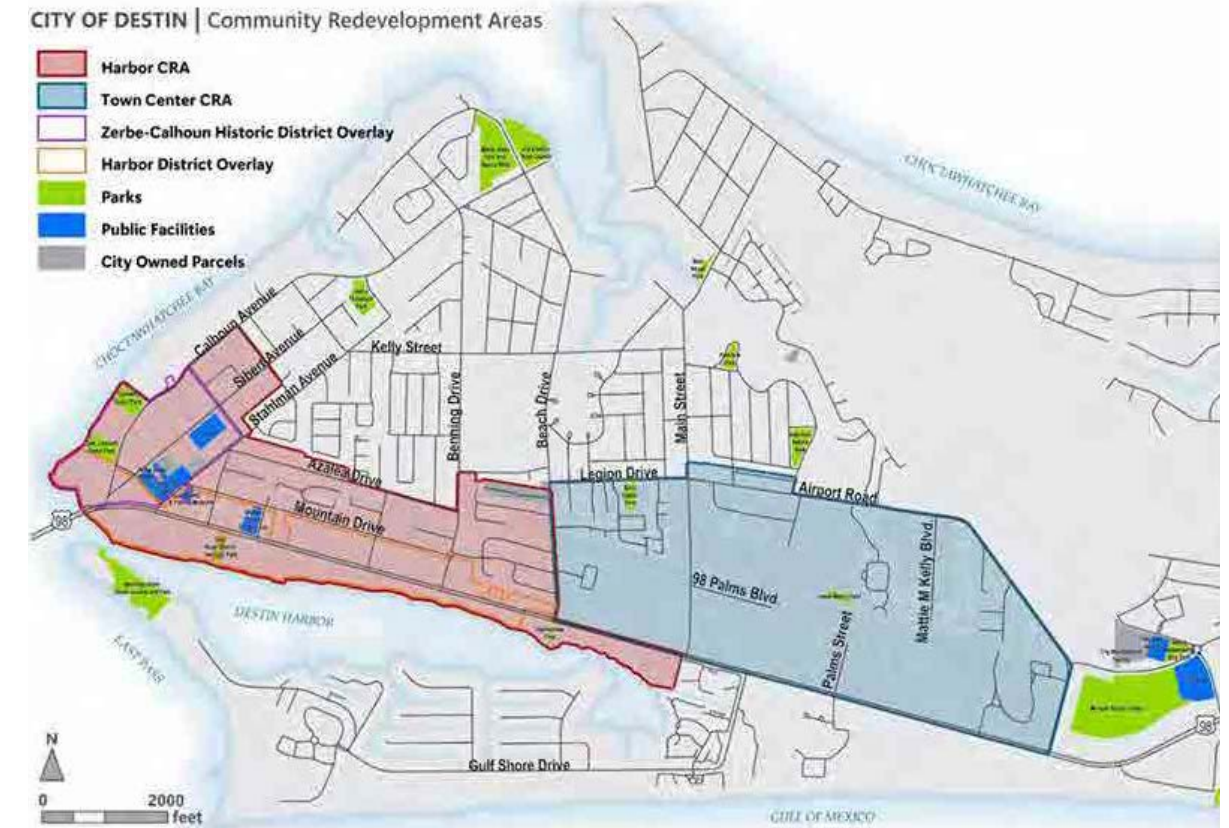 CITY OF DESTIN | Community Redevelopment Areas
Harbor CRA
Town Center CRA
Zerbe-Calhoun Historic District Overlay
Harbor District Overlay
Parks
Public Facilities
City Owned Parcels
CHOCTAWHATCHEE BAY
CHOCTAWHATCHEE BAY
Calhoun Avenue
Sibert Avenue
Stahlman Avenue
Kelly Street
Benning Drive
Beach Drive
Main Street
Azalea Drive
Legion Drive
Airport Road
Mountain Drive
98
98 Palms Blvd
Mattie M Kelly Blvd
Palms Street
DESTIN HARBOR
EAST PASS
98
N
0 2000
feet
Gulf Shore Drive
GULF OF MEXICO